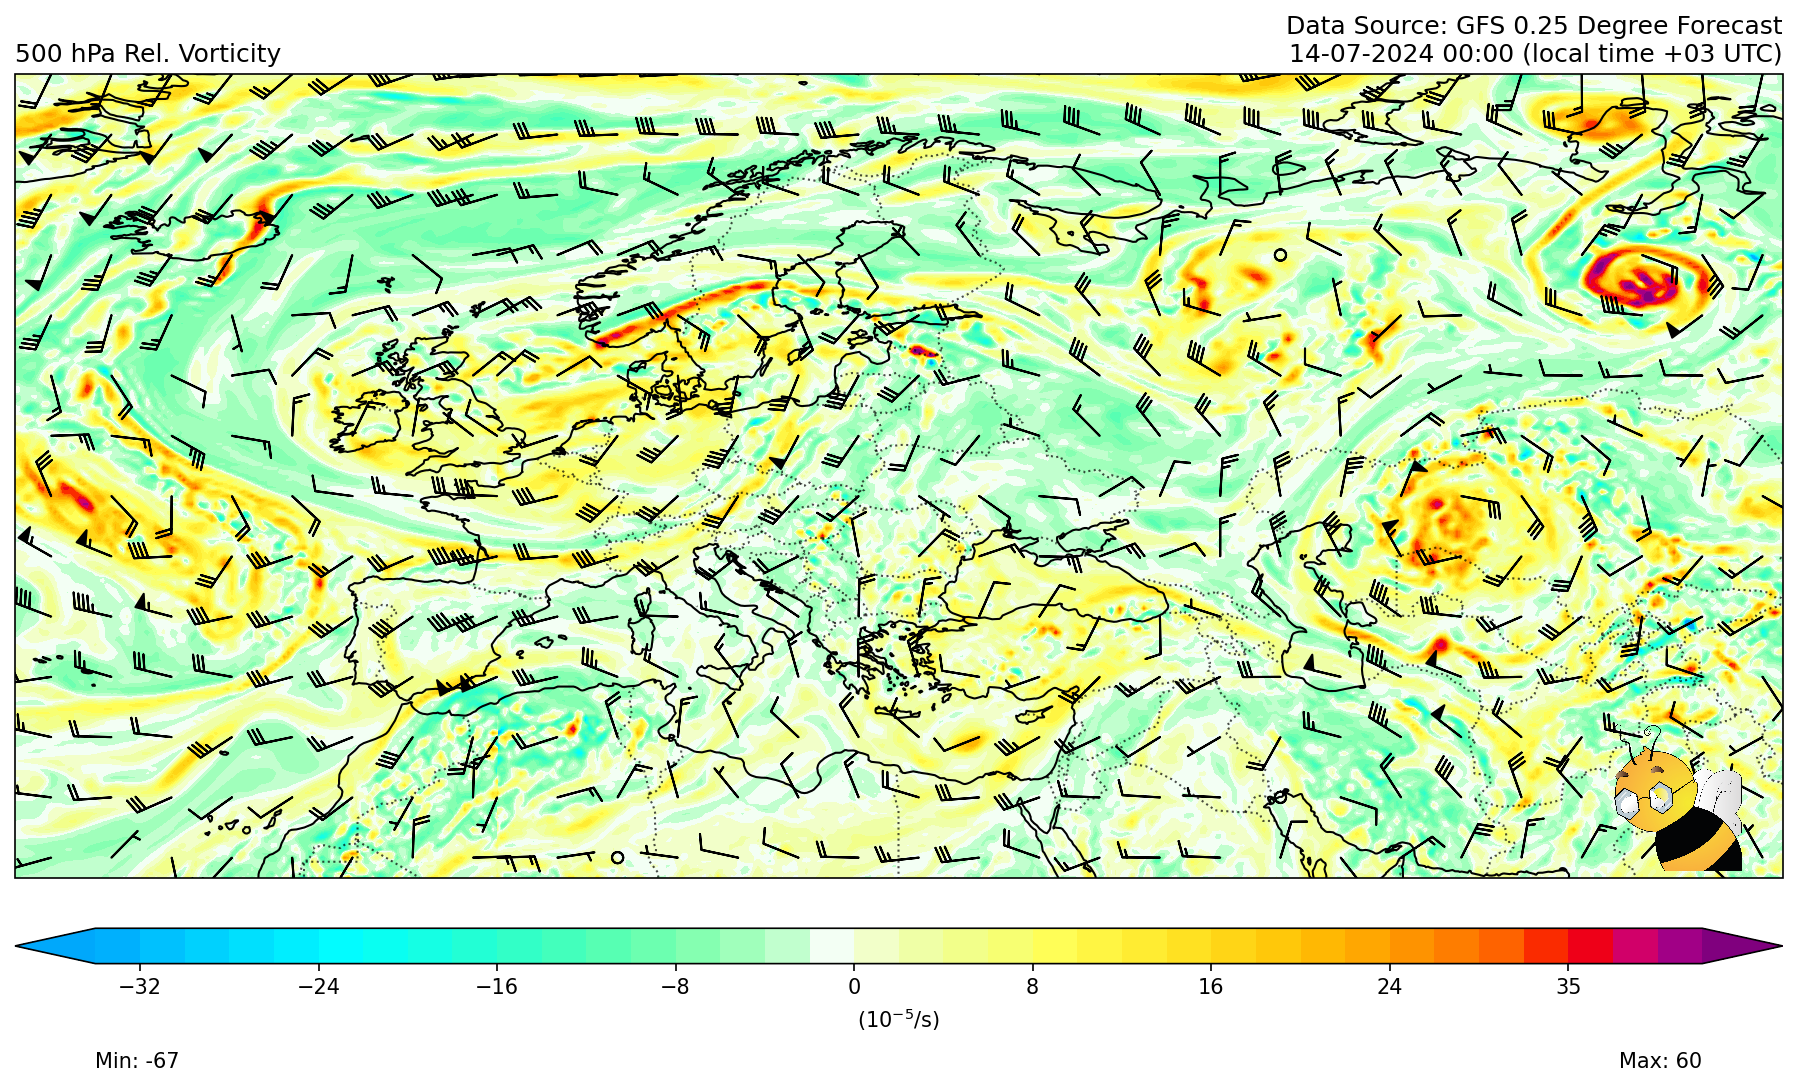 Data Source: GFS 0.25 Degree Forecast
500 hPa Rel. Vorticity
14-07-2024 00:00 (local time +03 UTC)
−32 −24 −16 −8 0 8 16 24 35
(10⁻⁵/s)
Min: -67
Max: 60